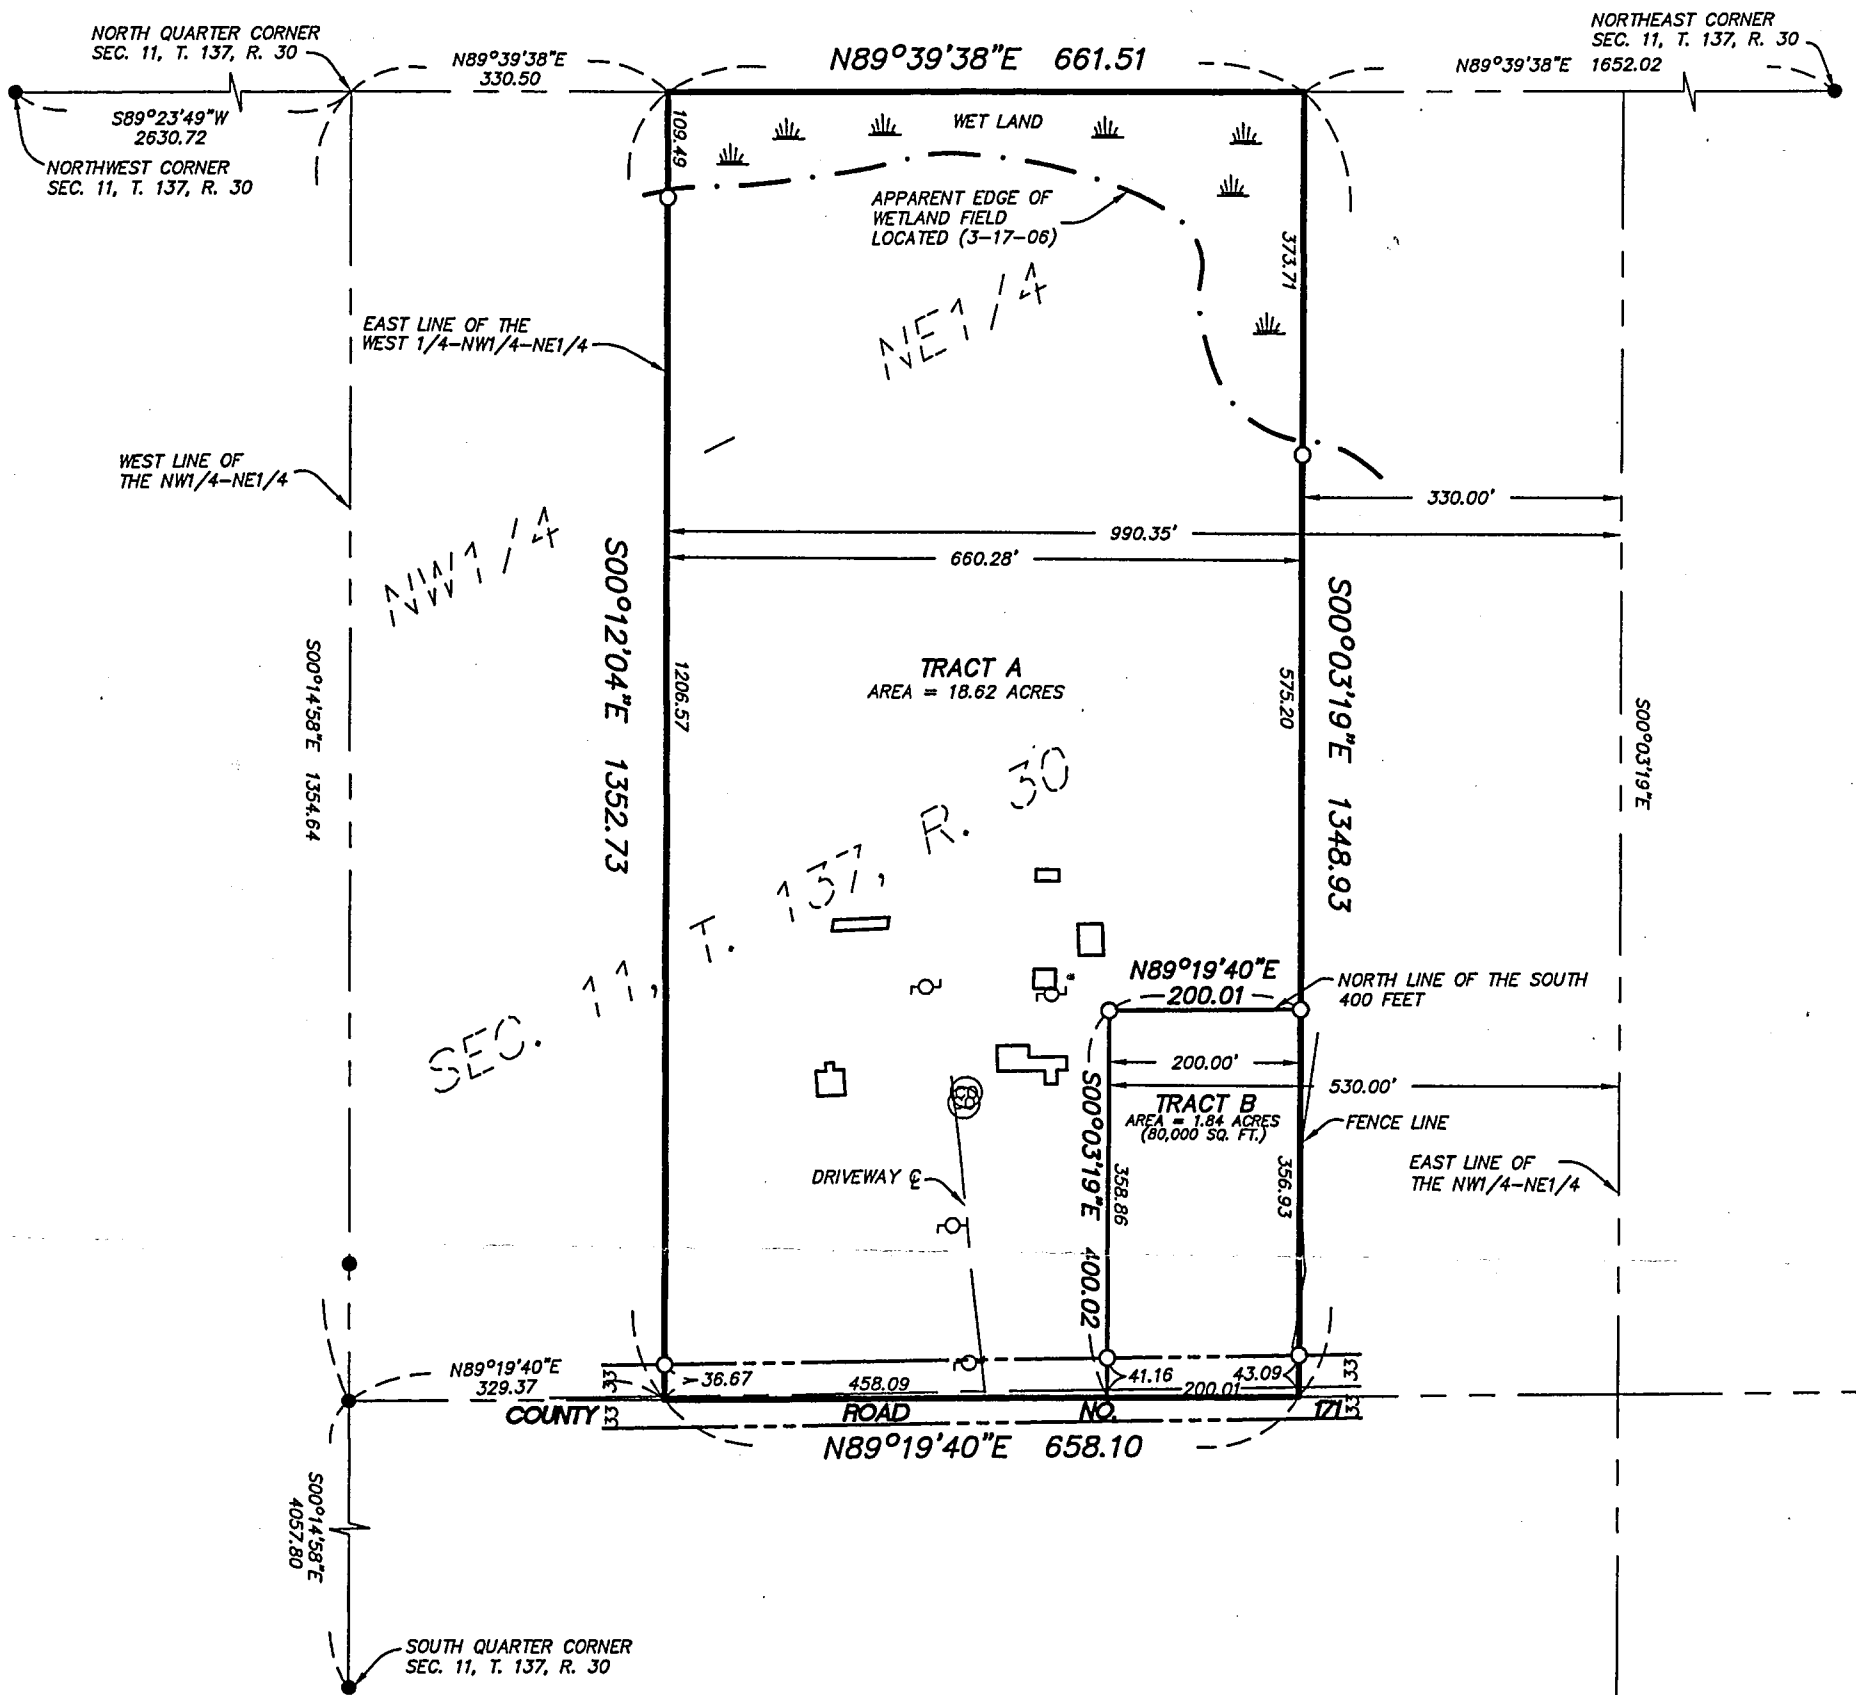 NORTH QUARTER CORNER
SEC. 11, T. 137, R. 30
N89°39'38"E
330.50
N89°39'38"E 661.51
NORTHEAST CORNER
SEC. 11, T. 137, R. 30
N89°39'38"E 1652.02
S89°23'49"W
2630.72
NORTHWEST CORNER
SEC. 11, T. 137, R. 30
109.49
WET LAND
APPARENT EDGE OF
WETLAND FIELD
LOCATED (3-17-06)
373.71
NE1/4
EAST LINE OF THE
WEST 1/4-NW1/4-NE1/4
WEST LINE OF
THE NW1/4-NE1/4
330.00'
990.35'
660.28'
NW1/4
S00°12'04"E 1352.73
S00°03'19"E 1348.93
S00°14'58"E 1354.64
1206.57
TRACT A
AREA = 18.62 ACRES
575.20
S00°03'19"E
SEC. 11, T. 137, R. 30
N89°19'40"E
200.01
NORTH LINE OF THE SOUTH
400 FEET
200.00'
530.00'
TRACT B
AREA = 1.84 ACRES
(80,000 SQ. FT.)
FENCE LINE
S00°03'19"E 400.02
358.86
356.93
EAST LINE OF
THE NW1/4-NE1/4
DRIVEWAY ℄
N89°19'40"E
329.37
33
36.67
458.09
41.16
200.01
43.09
33
COUNTY
33
ROAD
NO.
171
33
N89°19'40"E 658.10
S00°14'58"E
4057.80
SOUTH QUARTER CORNER
SEC. 11, T. 137, R. 30